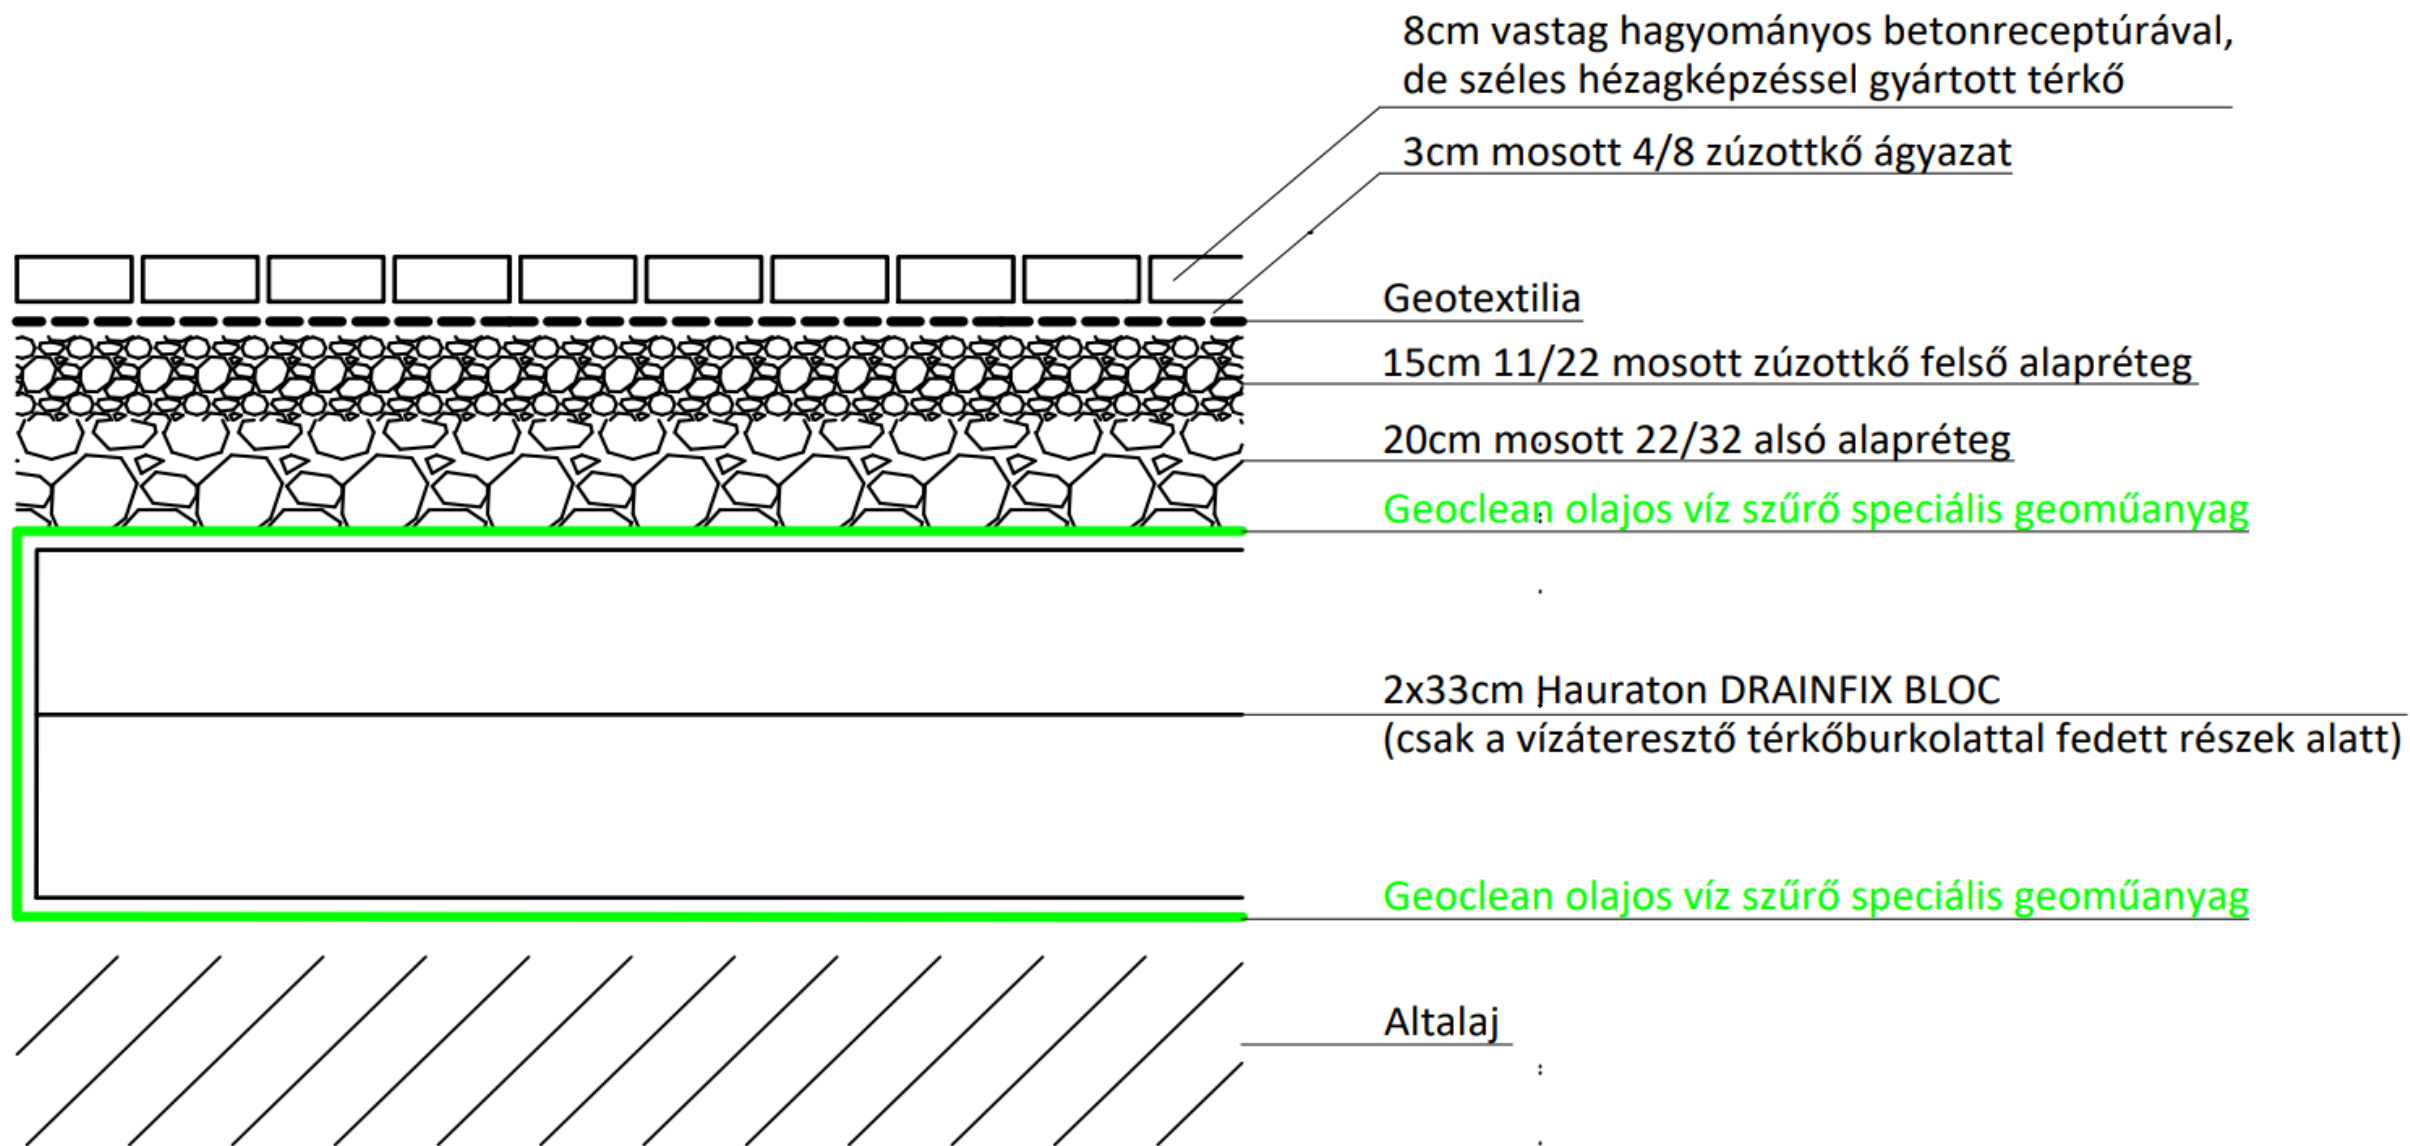 8cm vastag hagyományos betonreceptúrával,
de széles hézagképzéssel gyártott térkő
3cm mosott 4/8 zúzottkő ágyazat
Geotextilia
15cm 11/22 mosott zúzottkő felső alapréteg
20cm mosott 22/32 alsó alapréteg
Geoclean olajos víz szűrő speciális geoműanyag
2x33cm Hauraton DRAINFIX BLOC
(csak a vízáteresztő térkőburkolattal fedett részek alatt)
Geoclean olajos víz szűrő speciális geoműanyag
Altalaj